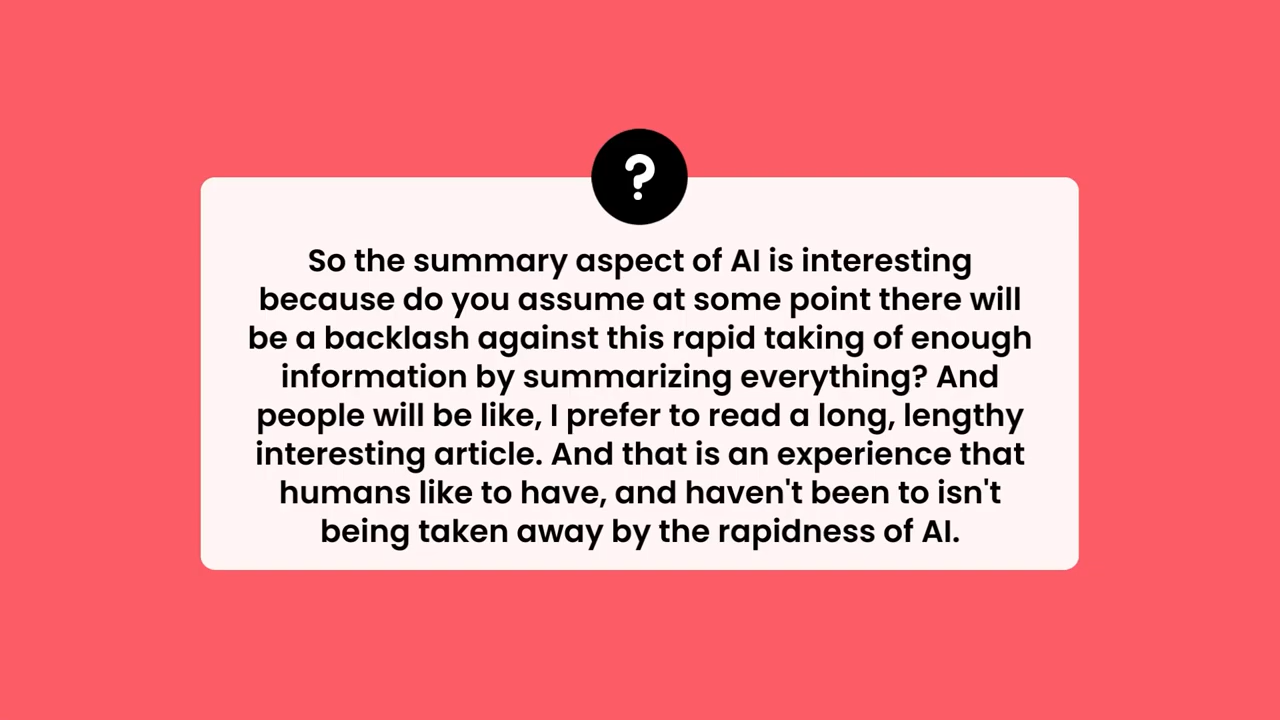 ?
So the summary aspect of AI is interesting
because do you assume at some point there will
be a backlash against this rapid taking of enough
information by summarizing everything? And
people will be like, I prefer to read a long, lengthy
interesting article. And that is an experience that
humans like to have, and haven't been to isn't
being taken away by the rapidness of AI.